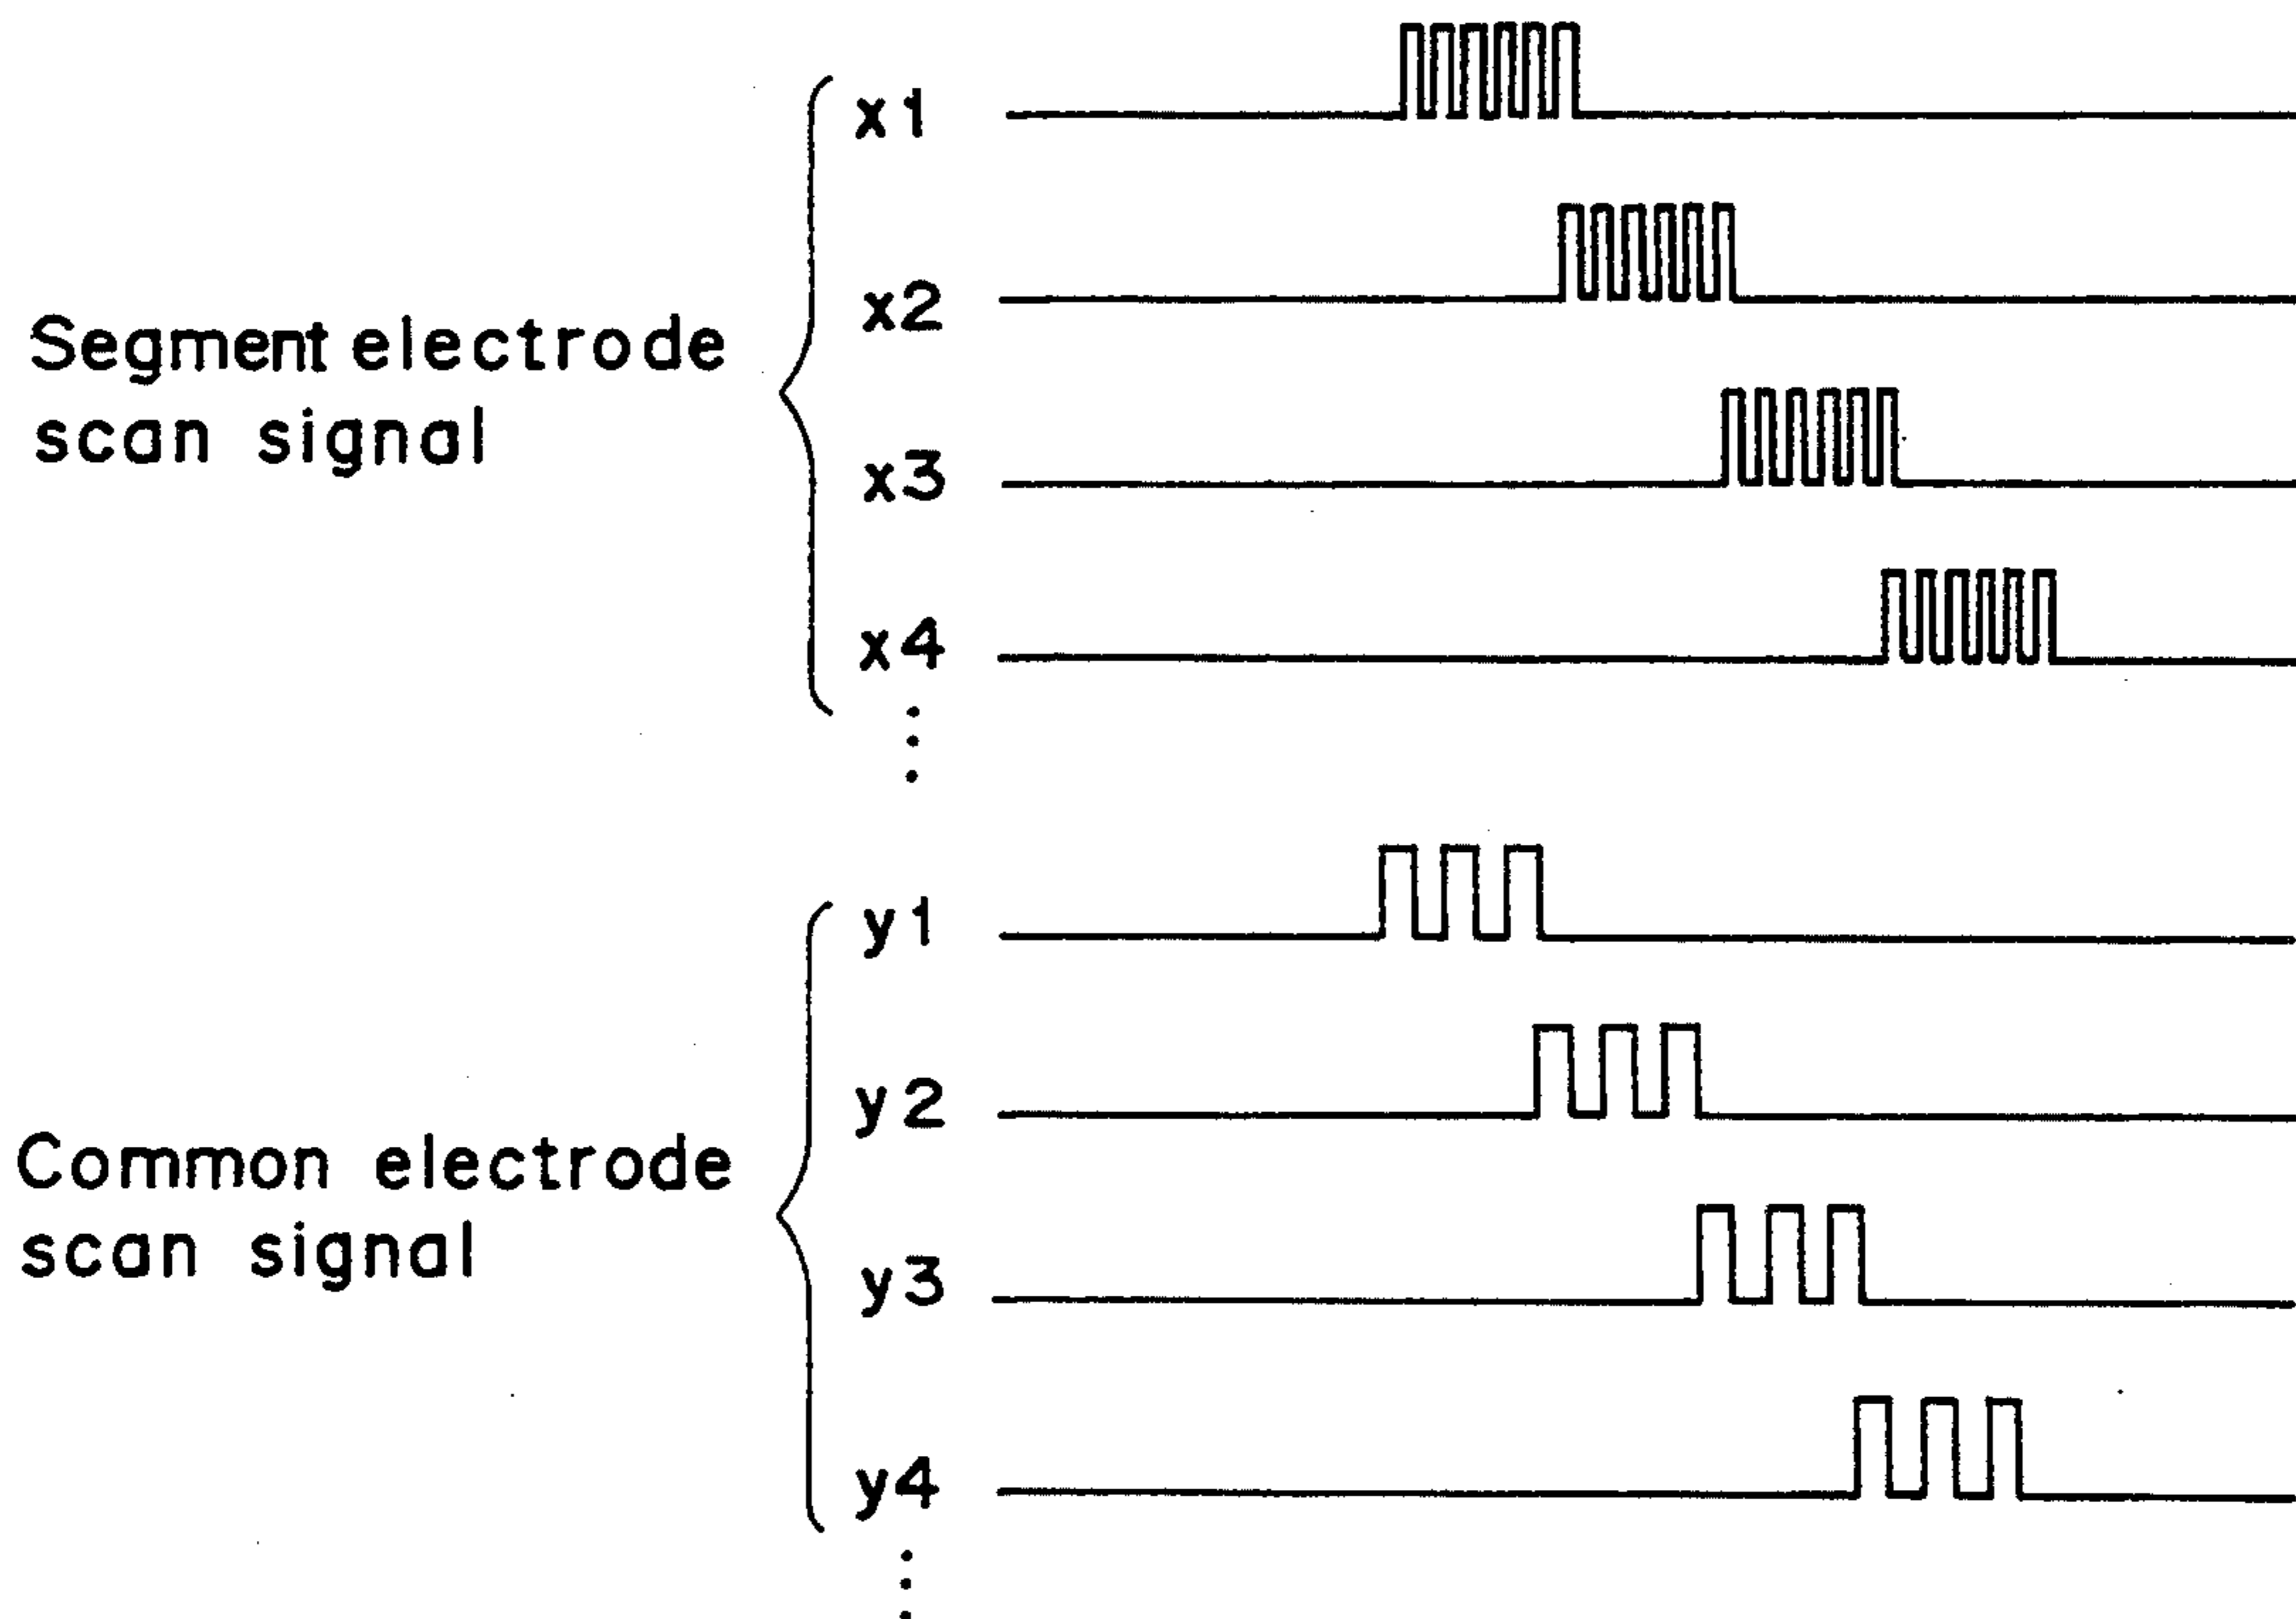 x1
x2
Segment electrode
scan signal
x3
x4
y1
y2
Common electrode
scan signal
y3
y4